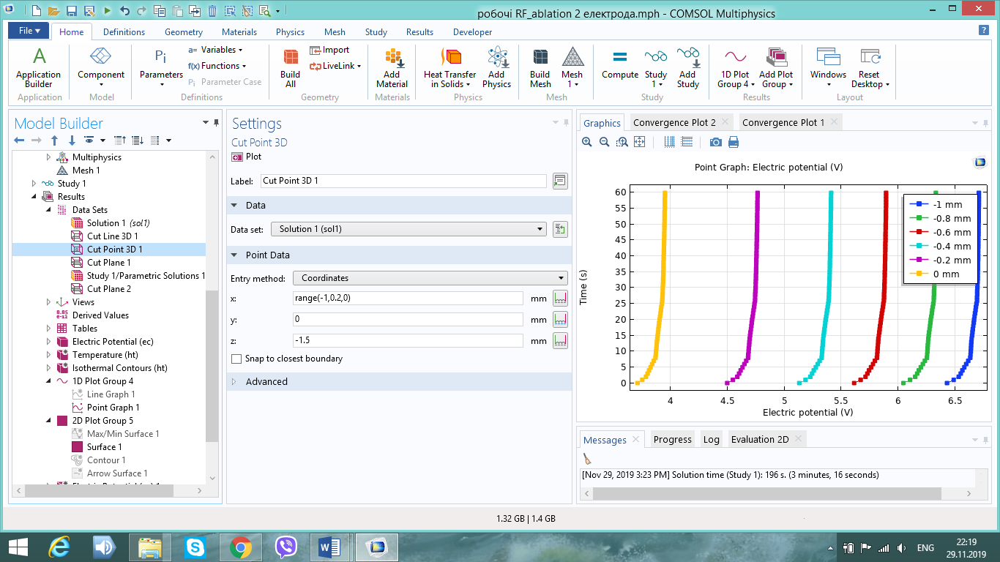 робочі RF_ablation 2 електрода.mph - COMSOL Multiphysics
File ▾ Home Definitions Geometry Materials Physics Mesh Study Results Developer
A
Application Builder
Application
Component
Model
Pi
Parameters
a= Variables
f(x) Functions
Pi Parameter Case
Definitions
Build All
Import
LiveLink
Geometry
Add Material
Materials
Heat Transfer in Solids
Add Physics
Physics
Build Mesh
Mesh 1
Mesh
Compute
Study 1
Add Study
Study
1D Plot Group 4
Add Plot Group
Results
Windows
Reset Desktop
Layout
Model Builder
Multiphysics
Mesh 1
Study 1
Results
Data Sets
Solution 1 (sol1)
Cut Line 3D 1
Cut Point 3D 1
Cut Plane 1
Study 1/Parametric Solutions 1
Cut Plane 2
Views
8.85
e-12
Derived Values
Tables
Electric Potential (ec)
Temperature (ht)
Isothermal Contours (ht)
1D Plot Group 4
Line Graph 1
Point Graph 1
2D Plot Group 5
Max/Min Surface 1
Surface 1
Contour 1
Arrow Surface 1
Settings
Cut Point 3D
Plot
Label: Cut Point 3D 1
Data
Data set: Solution 1 (sol1)
Point Data
Entry method: Coordinates
x: range(-1,0.2,0) mm
y: 0 mm
z: -1.5 mm
Snap to closest boundary
Advanced
Graphics Convergence Plot 2 Convergence Plot 1
Point Graph: Electric potential (V)
60
55
50
45
40
35
30
25
20
15
10
5
0
Time (s)
4 4.5 5 5.5 6 6.5
Electric potential (V)
-1 mm
-0.8 mm
-0.6 mm
-0.4 mm
-0.2 mm
0 mm
Messages Progress Log Evaluation 2D
[Nov 29, 2019 3:23 PM] Solution time (Study 1): 196 s. (3 minutes, 16 seconds)
1.32 GB | 1.4 GB
ENG
22:19
29.11.2019